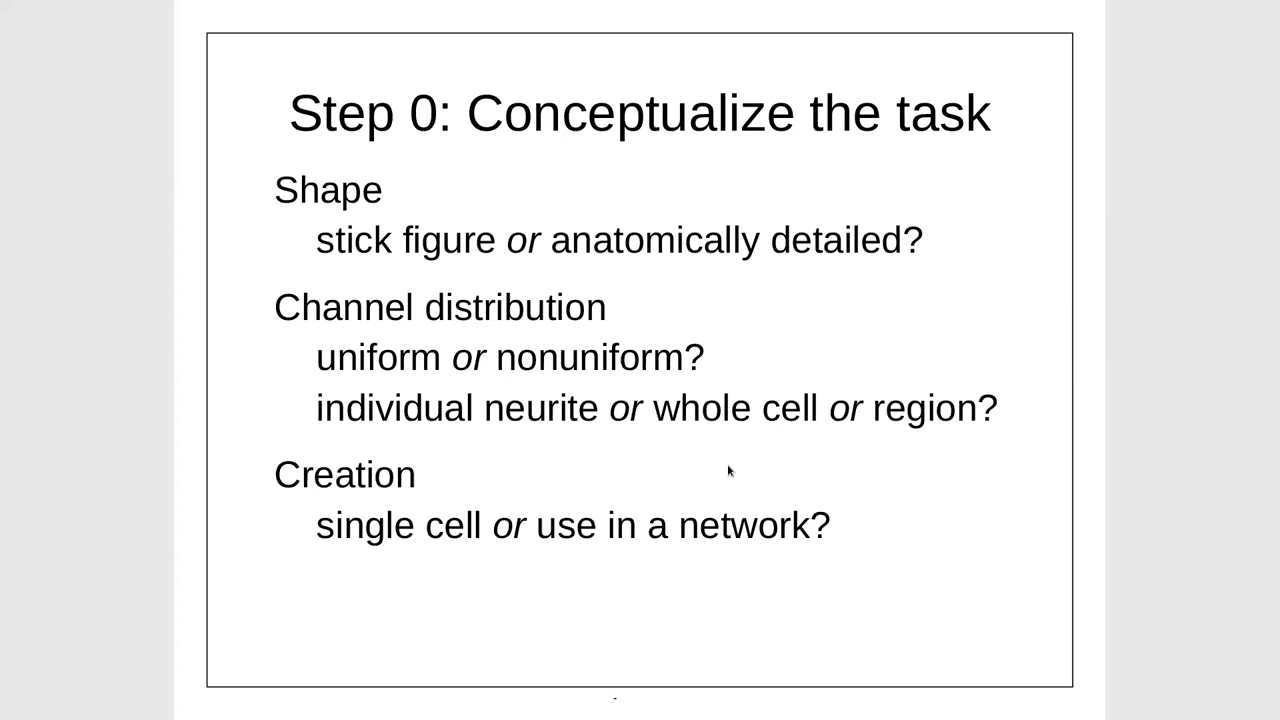 Step 0: Conceptualize the task
Shape
stick figure or anatomically detailed?
Channel distribution
uniform or nonuniform?
individual neurite or whole cell or region?
Creation
single cell or use in a network?